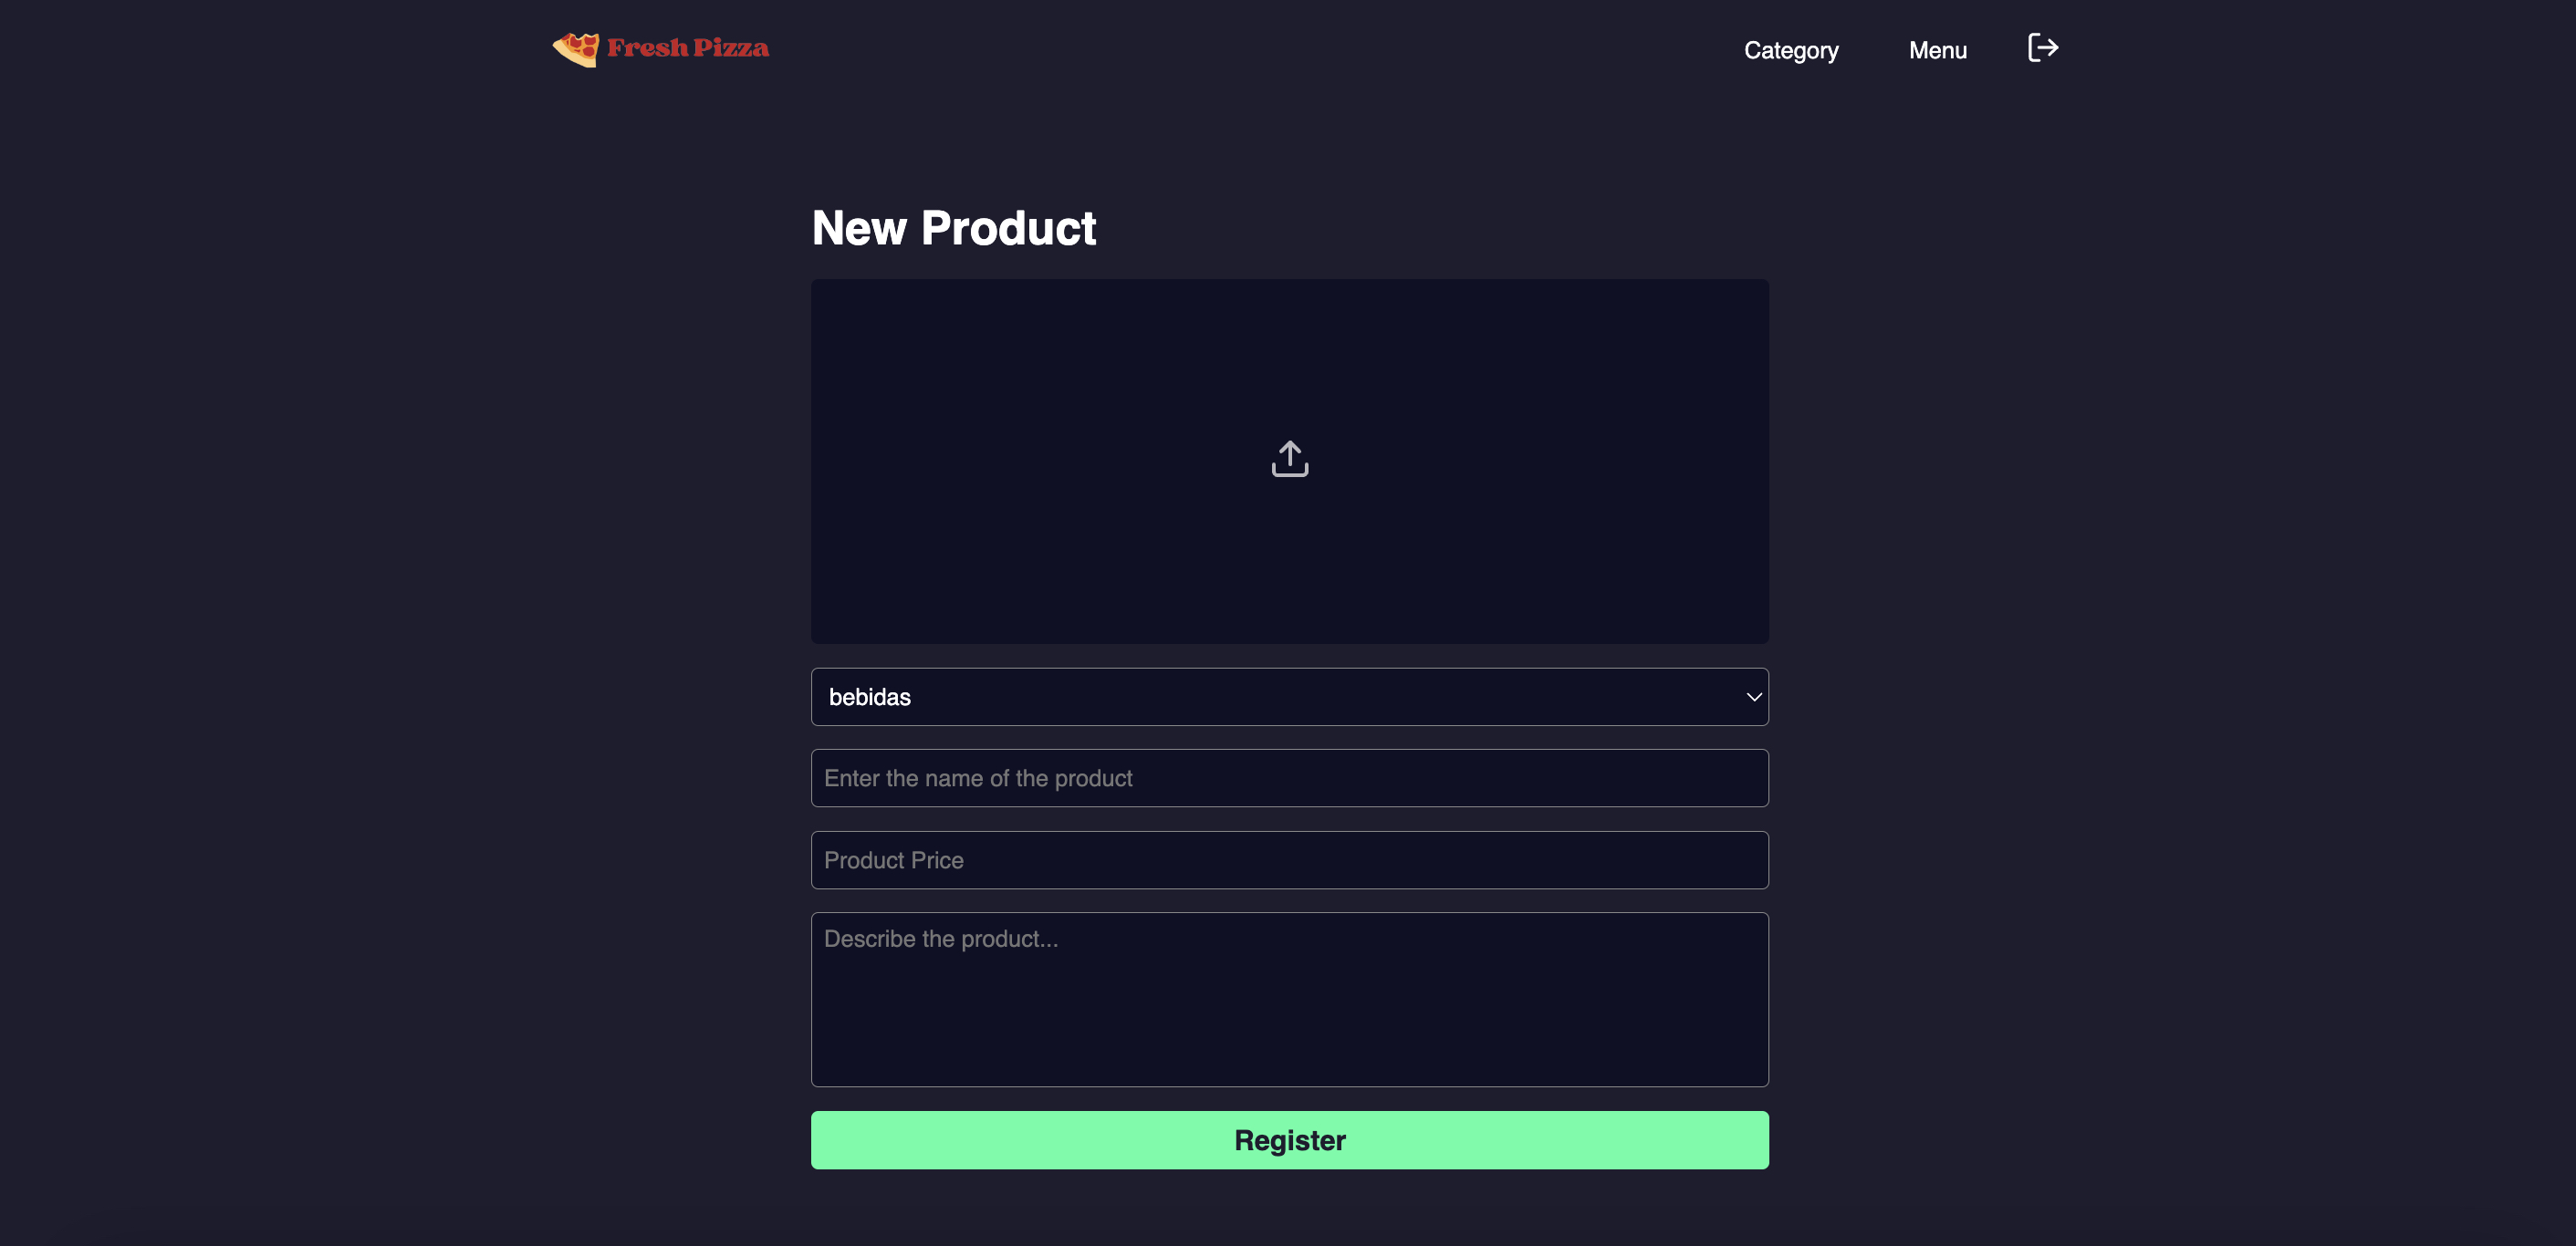 Fresh Pizza
Category
Menu
New Product
bebidas
Enter the name of the product
Product Price
Describe the product...
Register